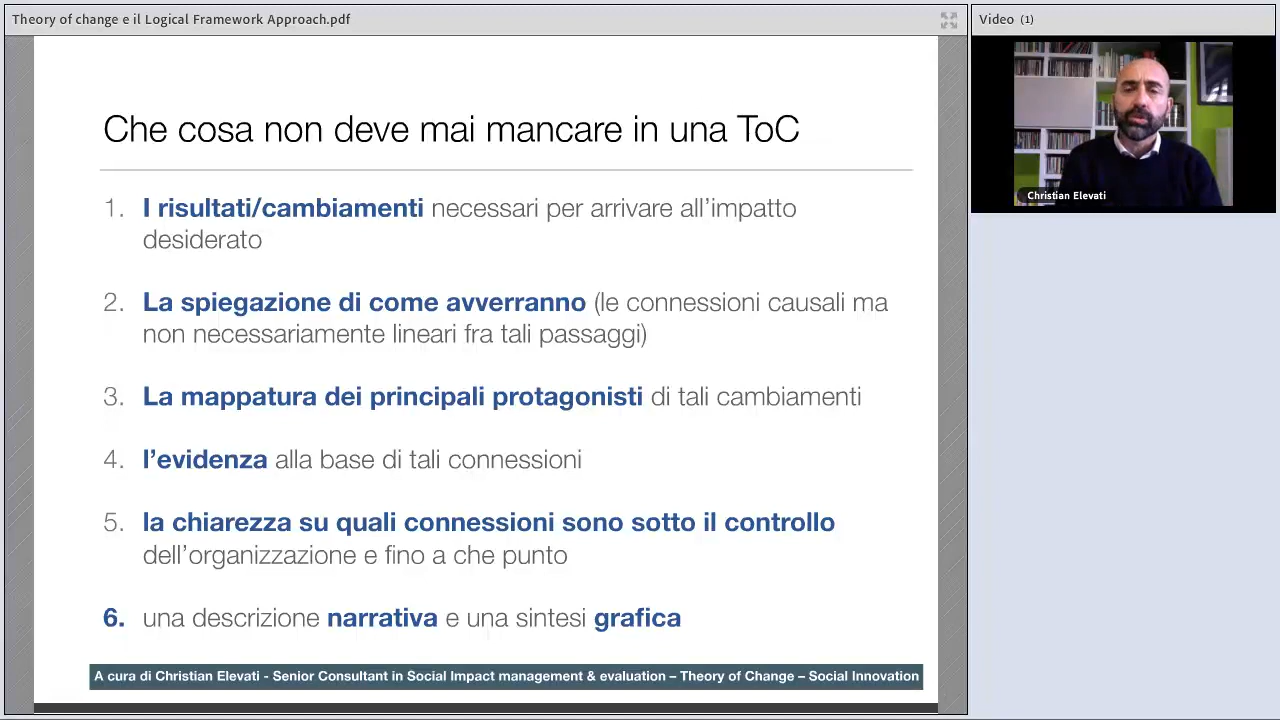 Theory of change e il Logical Framework Approach.pdf
Video (1)
Christian Elevati
Che cosa non deve mai mancare in una ToC
1. I risultati/cambiamenti necessari per arrivare all’impatto
desiderato
2. La spiegazione di come avverranno (le connessioni causali ma
non necessariamente lineari fra tali passaggi)
3. La mappatura dei principali protagonisti di tali cambiamenti
4. l’evidenza alla base di tali connessioni
5. la chiarezza su quali connessioni sono sotto il controllo
dell’organizzazione e fino a che punto
6. una descrizione narrativa e una sintesi grafica
A cura di Christian Elevati - Senior Consultant in Social Impact management & evaluation – Theory of Change – Social Innovation